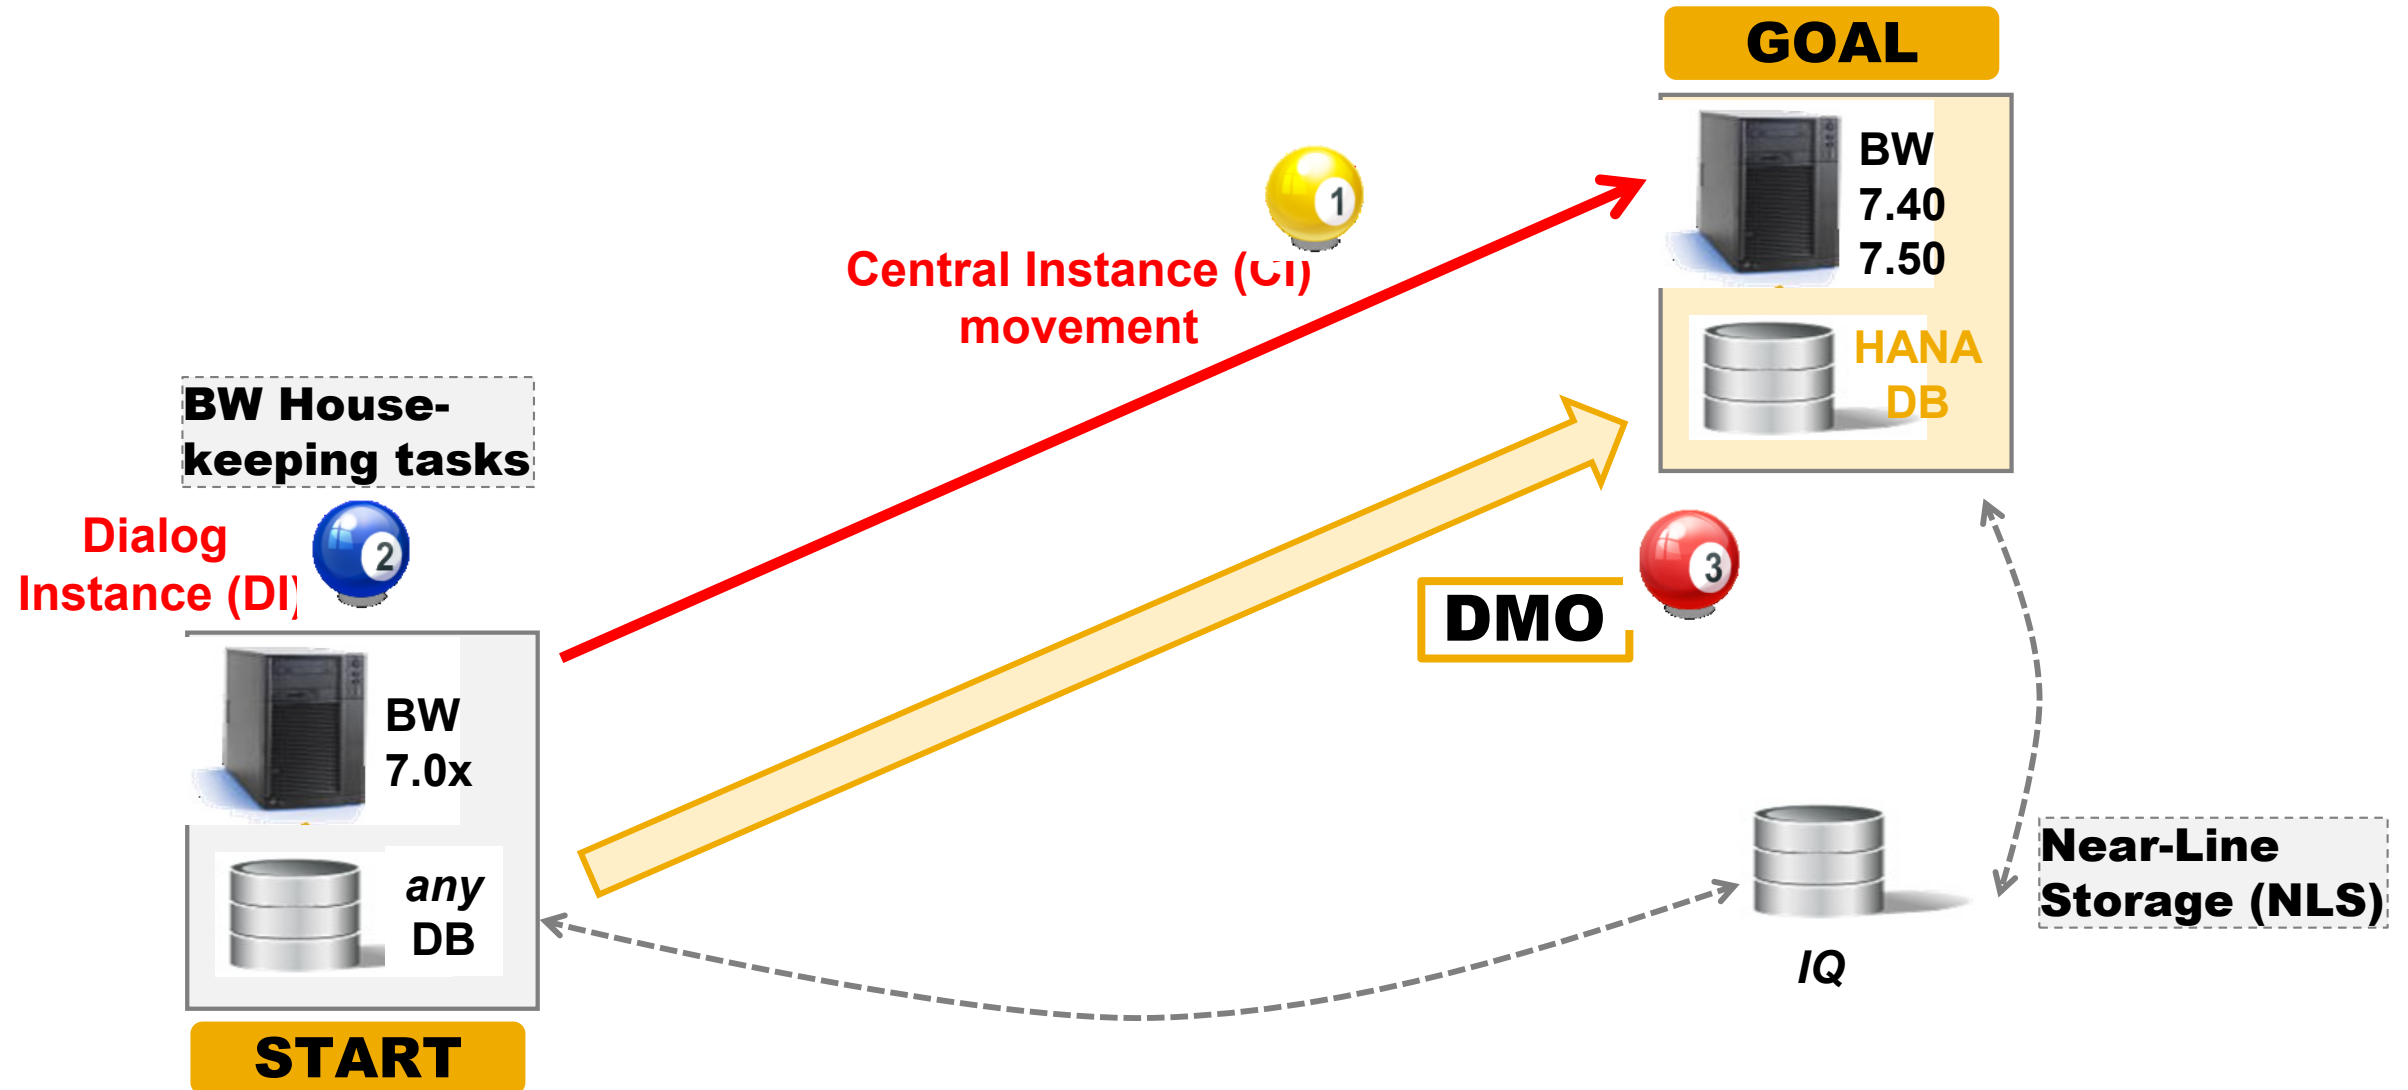 GOAL
BW
7.40
7.50
HANA
DB
1
Central Instance (CI)
movement
BW House-
keeping tasks
Dialog
Instance (DI)
2
3
DMO
BW
7.0x
any
DB
Near-Line
Storage (NLS)
IQ
START